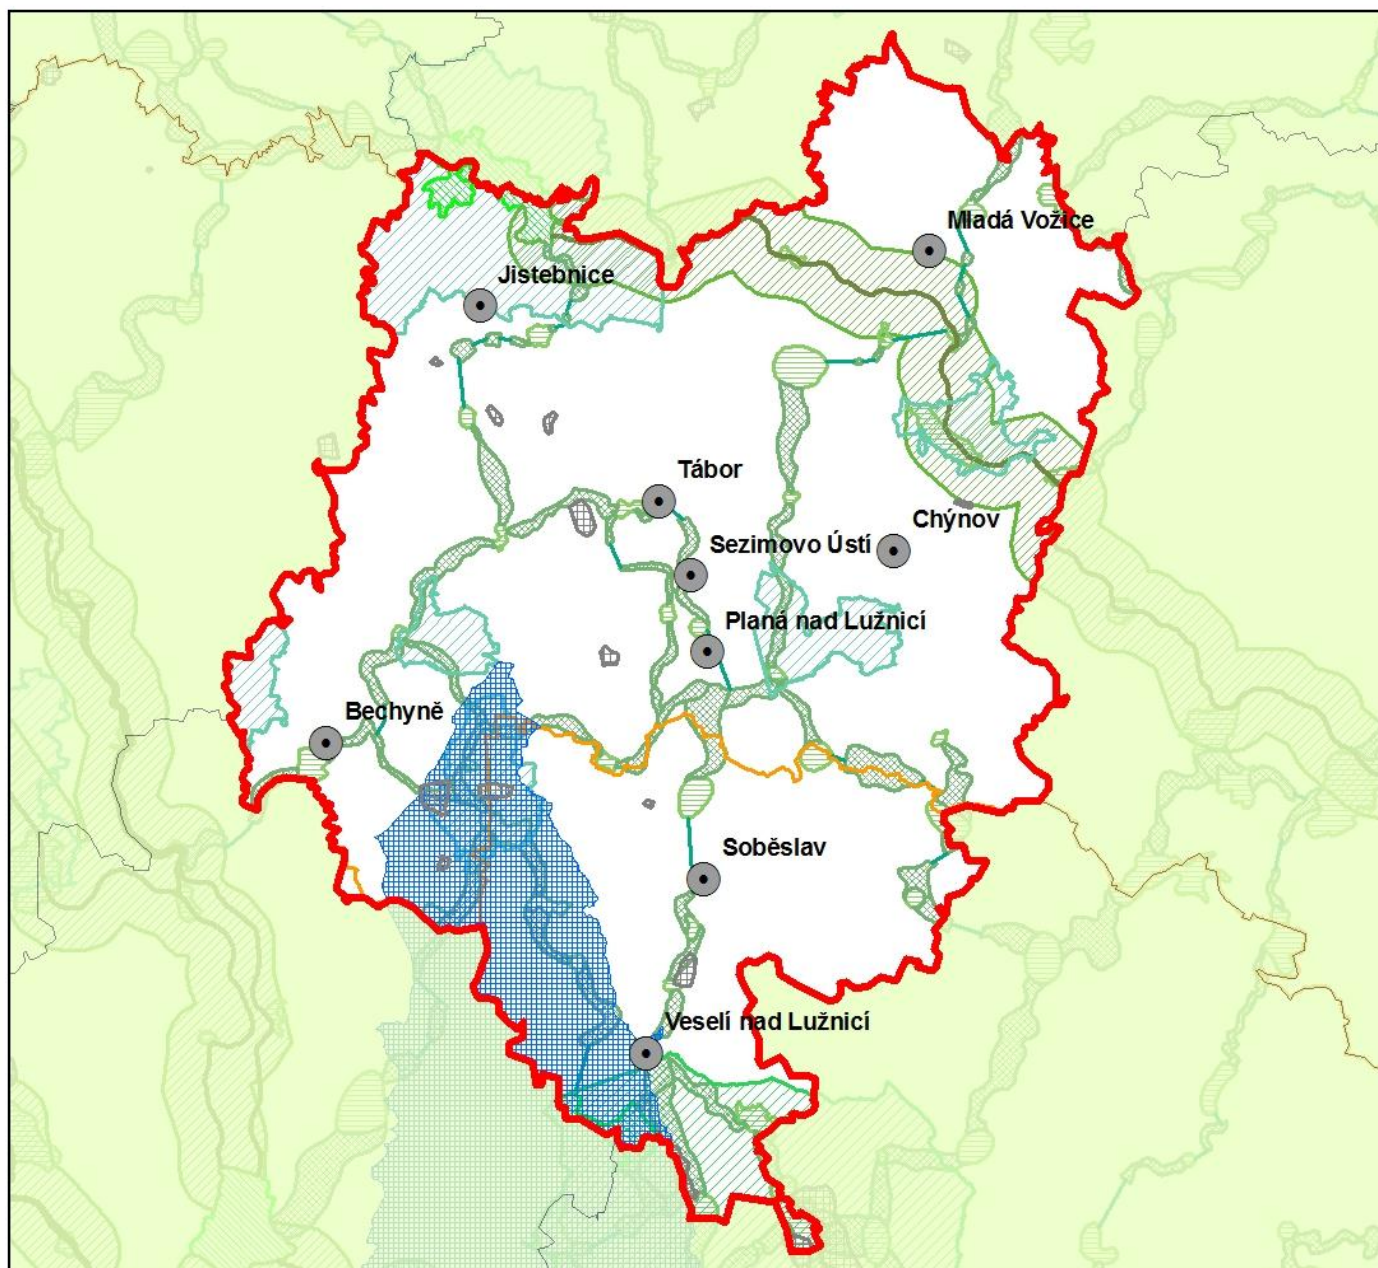 Mladá Vožice
Jistebnice
Tábor
Chýnov
Sezimovo Ústí
Planá nad Lužnicí
Bechyně
Soběslav
Veselí nad Lužnicí